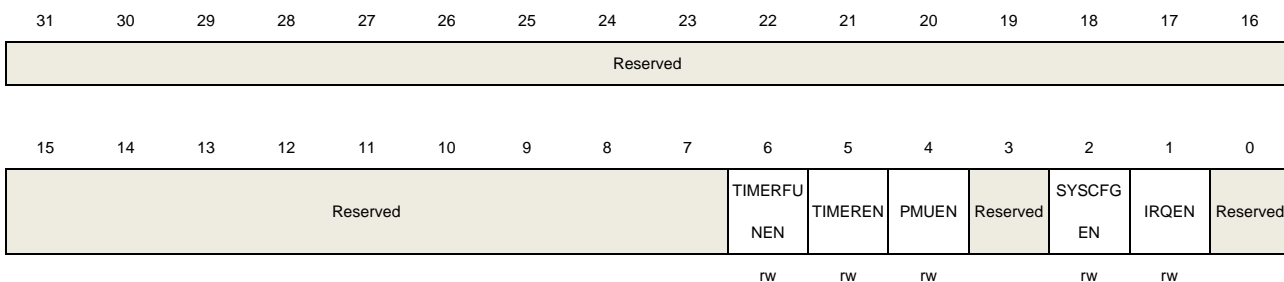 31 30 29 28 27 26 25 24 23 22 21 20 19 18 17 16
Reserved
15 14 13 12 11 10 9 8 7 6 5 4 3 2 1 0
Reserved TIMERFU
NEN TIMEREN PMUEN Reserved SYSCFG
EN IRQEN Reserved
rw rw rw rw rw